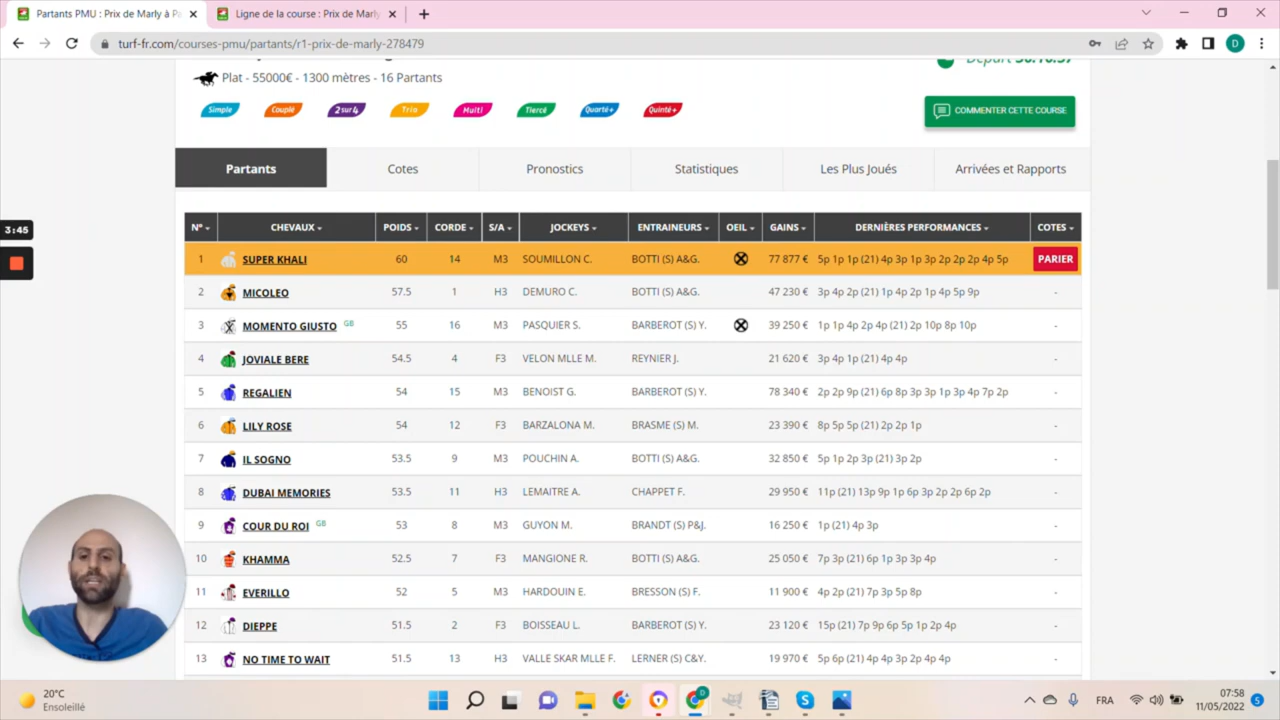 Partants PMU : Prix de Marly à Pa
Ligne de la course : Prix de Marly
turf-fr.com/courses-pmu/partants/r1-prix-de-marly-278479
D
Plat - 55000€ - 1300 mètres - 16 Partants
Simple Couplé 2sur4 Trio Multi Tiercé Quarté+ Quinté+
COMMENTER CETTE COURSE
Partants Cotes Pronostics Statistiques Les Plus Joués Arrivées et Rapports
N° CHEVAUX POIDS CORDE S/A JOCKEYS ENTRAINEURS OEIL GAINS DERNIÈRES PERFORMANCES COTES
1 SUPER KHALI 60 14 M3 SOUMILLON C. BOTTI (S) A&G. 77 877 € 5p 1p 1p (21) 4p 3p 1p 3p 2p 2p 2p 4p 5p PARIER
2 MICOLEO 57.5 1 H3 DEMURO C. BOTTI (S) A&G. 47 230 € 3p 4p 2p (21) 1p 4p 2p 1p 4p 5p 9p -
3 MOMENTO GIUSTO GB 55 16 M3 PASQUIER S. BARBEROT (S) Y. 39 250 € 1p 1p 4p 2p 4p (21) 2p 10p 8p 10p -
4 JOVIALE BERE 54.5 4 F3 VELON MLLE M. REYNIER J. 21 620 € 3p 4p 1p (21) 4p 4p -
5 REGALIEN 54 15 M3 BENOIST G. BARBEROT (S) Y. 78 340 € 2p 2p 9p (21) 6p 8p 3p 3p 1p 3p 4p 7p 2p -
6 LILY ROSE 54 12 F3 BARZALONA M. BRASME (S) M. 23 390 € 8p 5p 5p (21) 2p 2p 1p -
7 IL SOGNO 53.5 9 M3 POUCHIN A. BOTTI (S) A&G. 32 850 € 5p 1p 2p 3p (21) 3p 2p -
8 DUBAI MEMORIES 53.5 11 H3 LEMAITRE A. CHAPPET F. 29 950 € 11p (21) 13p 9p 1p 6p 3p 2p 2p 6p 2p -
9 COUR DU ROI GB 53 8 M3 GUYON M. BRANDT (S) P&J. 16 250 € 1p (21) 4p 3p -
10 KHAMMA 52.5 7 F3 MANGIONE R. BOTTI (S) A&G. 25 050 € 7p 3p (21) 6p 1p 3p 3p 4p -
11 EVERILLO 52 5 M3 HARDOUIN E. BRESSON (S) F. 11 900 € 4p 2p (21) 7p 3p 5p 8p -
12 DIEPPE 51.5 2 F3 BOISSEAU L. BARBEROT (S) Y. 23 120 € 15p (21) 7p 9p 6p 5p 1p 2p 4p -
13 NO TIME TO WAIT 51.5 13 H3 VALLE SKAR MLLE F. LERNER (S) C&Y. 19 970 € 5p 6p (21) 4p 4p 3p 2p 4p 4p -
3:45
20°C
Ensoleillé
D
FRA
07:58
11/05/2022
5